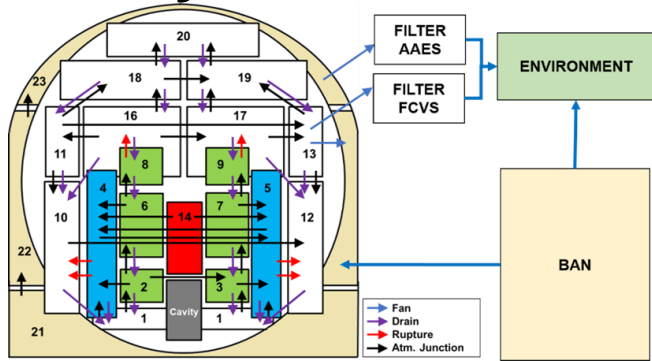 20
FILTER
AAES
ENVIRONMENT
18
19
23
FILTER
FCVS
16
17
11
13
8
9
4
5
6
7
14
10
12
22
BAN
2
3
Cavity
1
1
21
Fan
Drain
Rupture
Atm. Junction